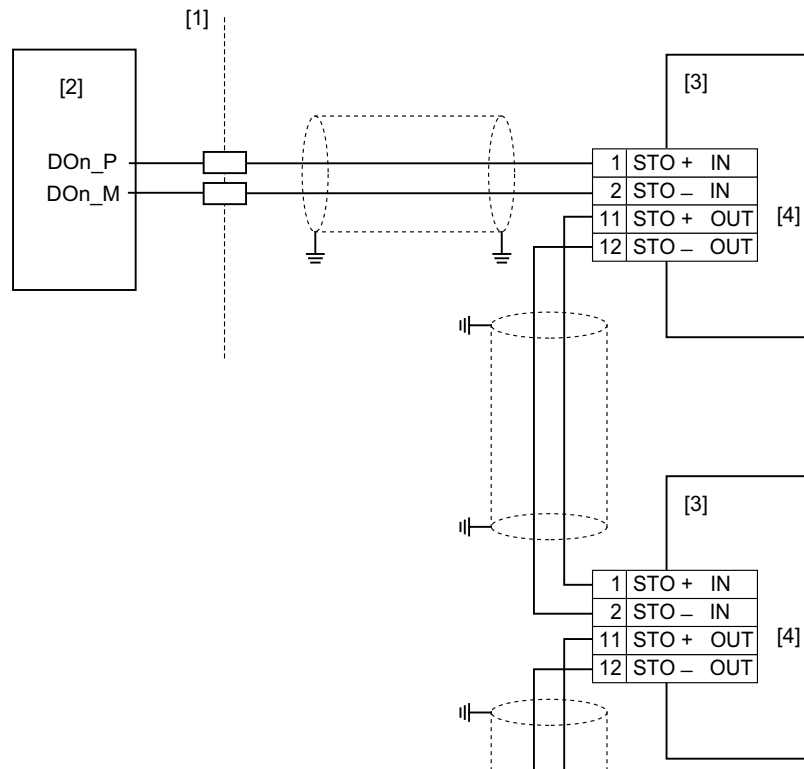 [1]
[2]
[3]
DOn_P
DOn_M
1 STO + IN
2 STO – IN
11 STO + OUT
12 STO – OUT
[4]
[3]
1 STO + IN
2 STO – IN
11 STO + OUT
12 STO – OUT
[4]